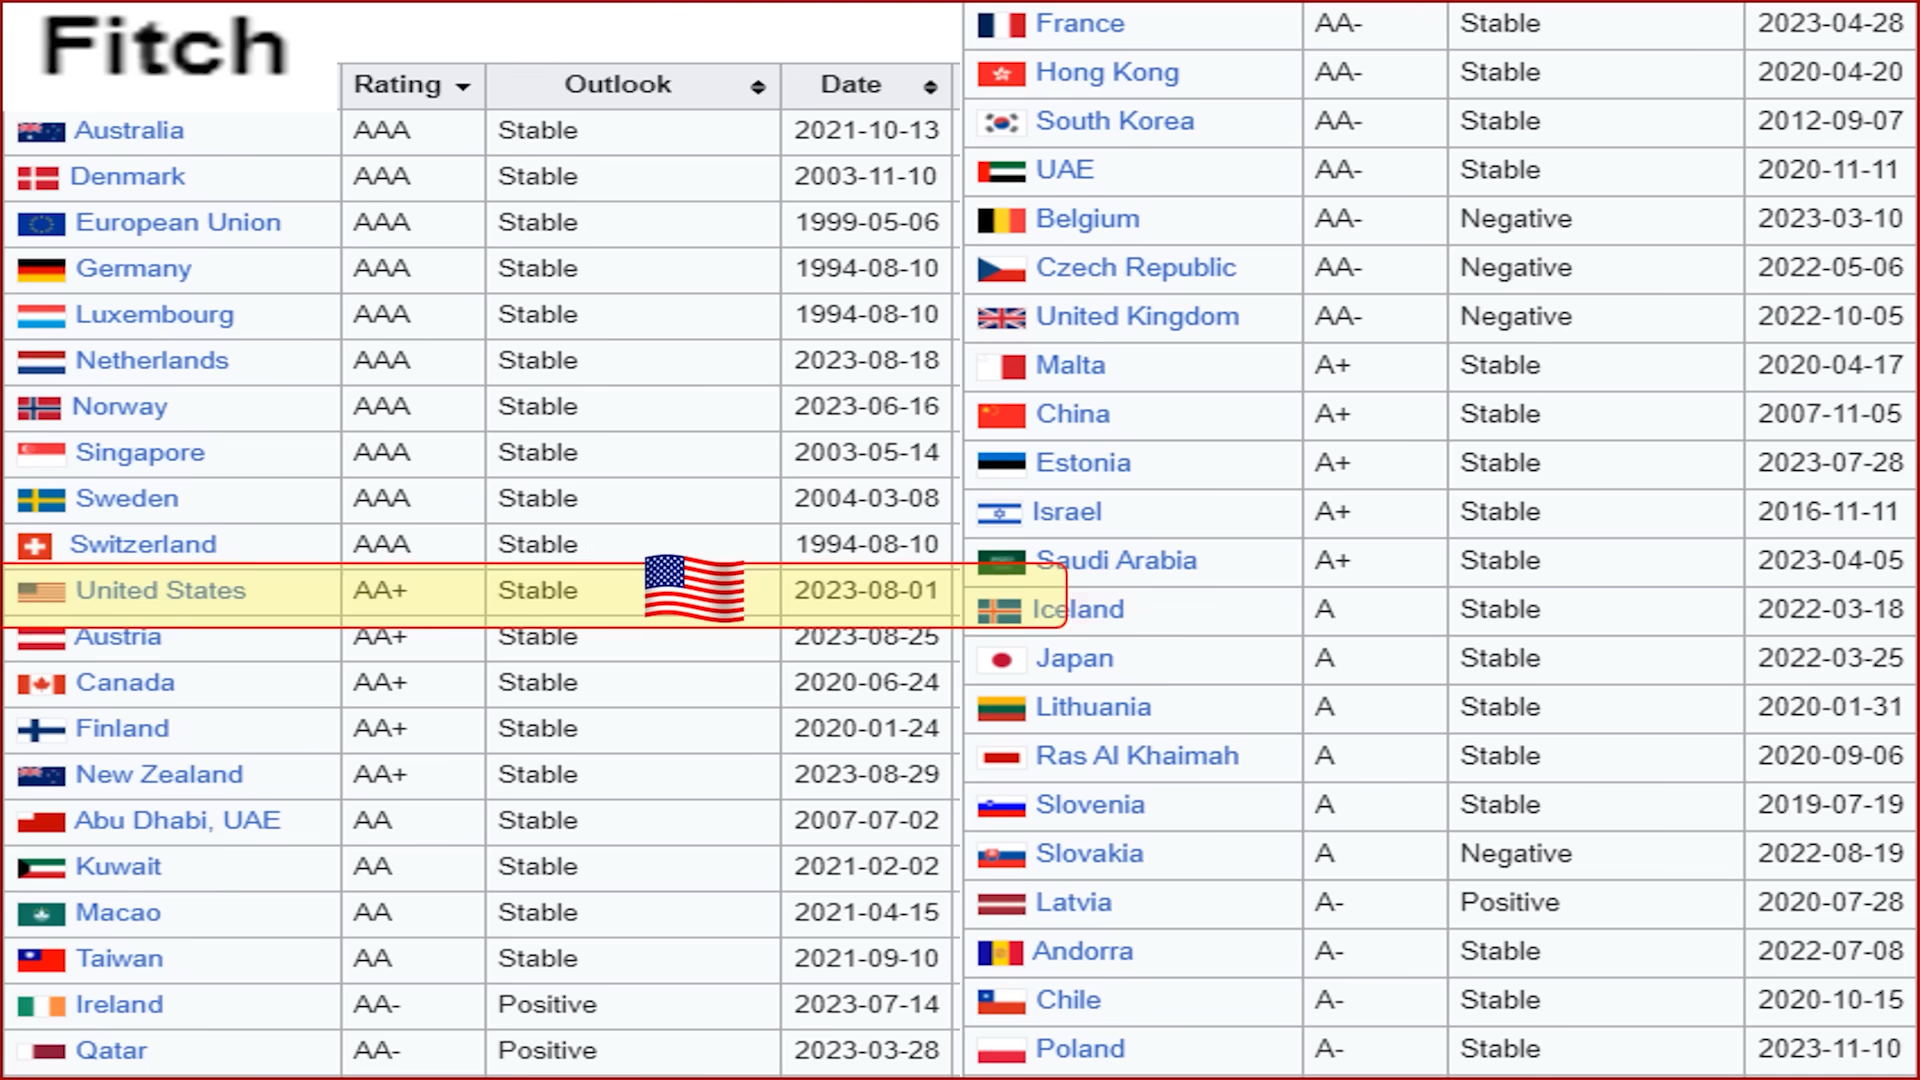 Fitch
Rating Outlook Date
Australia AAA Stable 2021-10-13
Denmark AAA Stable 2003-11-10
European Union AAA Stable 1999-05-06
Germany AAA Stable 1994-08-10
Luxembourg AAA Stable 1994-08-10
Netherlands AAA Stable 2023-08-18
Norway AAA Stable 2023-06-16
Singapore AAA Stable 2003-05-14
Sweden AAA Stable 2004-03-08
Switzerland AAA Stable 1994-08-10
United States AA+ Stable 2023-08-01
Austria AA+ Stable 2023-08-25
Canada AA+ Stable 2020-06-24
Finland AA+ Stable 2020-01-24
New Zealand AA+ Stable 2023-08-29
Abu Dhabi, UAE AA Stable 2007-07-02
Kuwait AA Stable 2021-02-02
Macao AA Stable 2021-04-15
Taiwan AA Stable 2021-09-10
Ireland AA- Positive 2023-07-14
Qatar AA- Positive 2023-03-28
France AA- Stable 2023-04-28
Hong Kong AA- Stable 2020-04-20
South Korea AA- Stable 2012-09-07
UAE AA- Stable 2020-11-11
Belgium AA- Negative 2023-03-10
Czech Republic AA- Negative 2022-05-06
United Kingdom AA- Negative 2022-10-05
Malta A+ Stable 2020-04-17
China A+ Stable 2007-11-05
Estonia A+ Stable 2023-07-28
Israel A+ Stable 2016-11-11
Saudi Arabia A+ Stable 2023-04-05
Iceland A Stable 2022-03-18
Japan A Stable 2022-03-25
Lithuania A Stable 2020-01-31
Ras Al Khaimah A Stable 2020-09-06
Slovenia A Stable 2019-07-19
Slovakia A Negative 2022-08-19
Latvia A- Positive 2020-07-28
Andorra A- Stable 2022-07-08
Chile A- Stable 2020-10-15
Poland A- Stable 2023-11-10